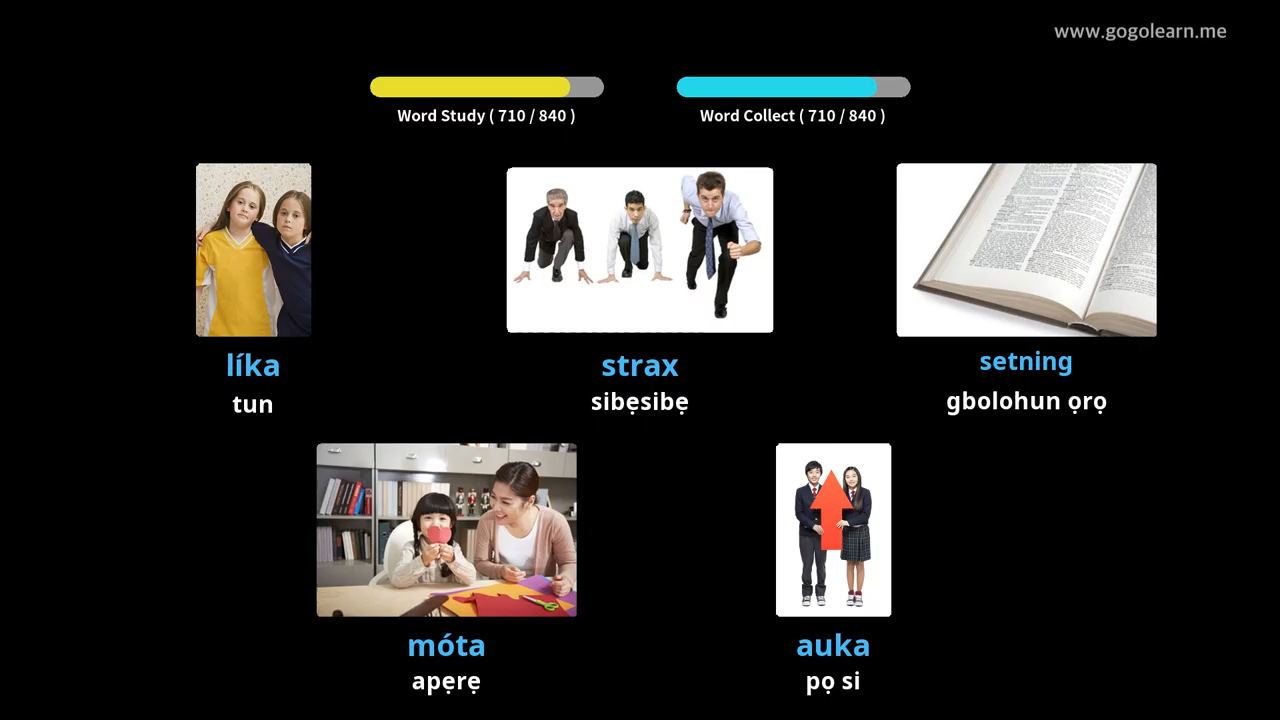 www.gogolearn.me
Word Study ( 710 / 840 )
Word Collect ( 710 / 840 )
líka
tun
strax
sibẹsibẹ
setning
gbolohun ọrọ
móta
apẹrẹ
auka
pọ si